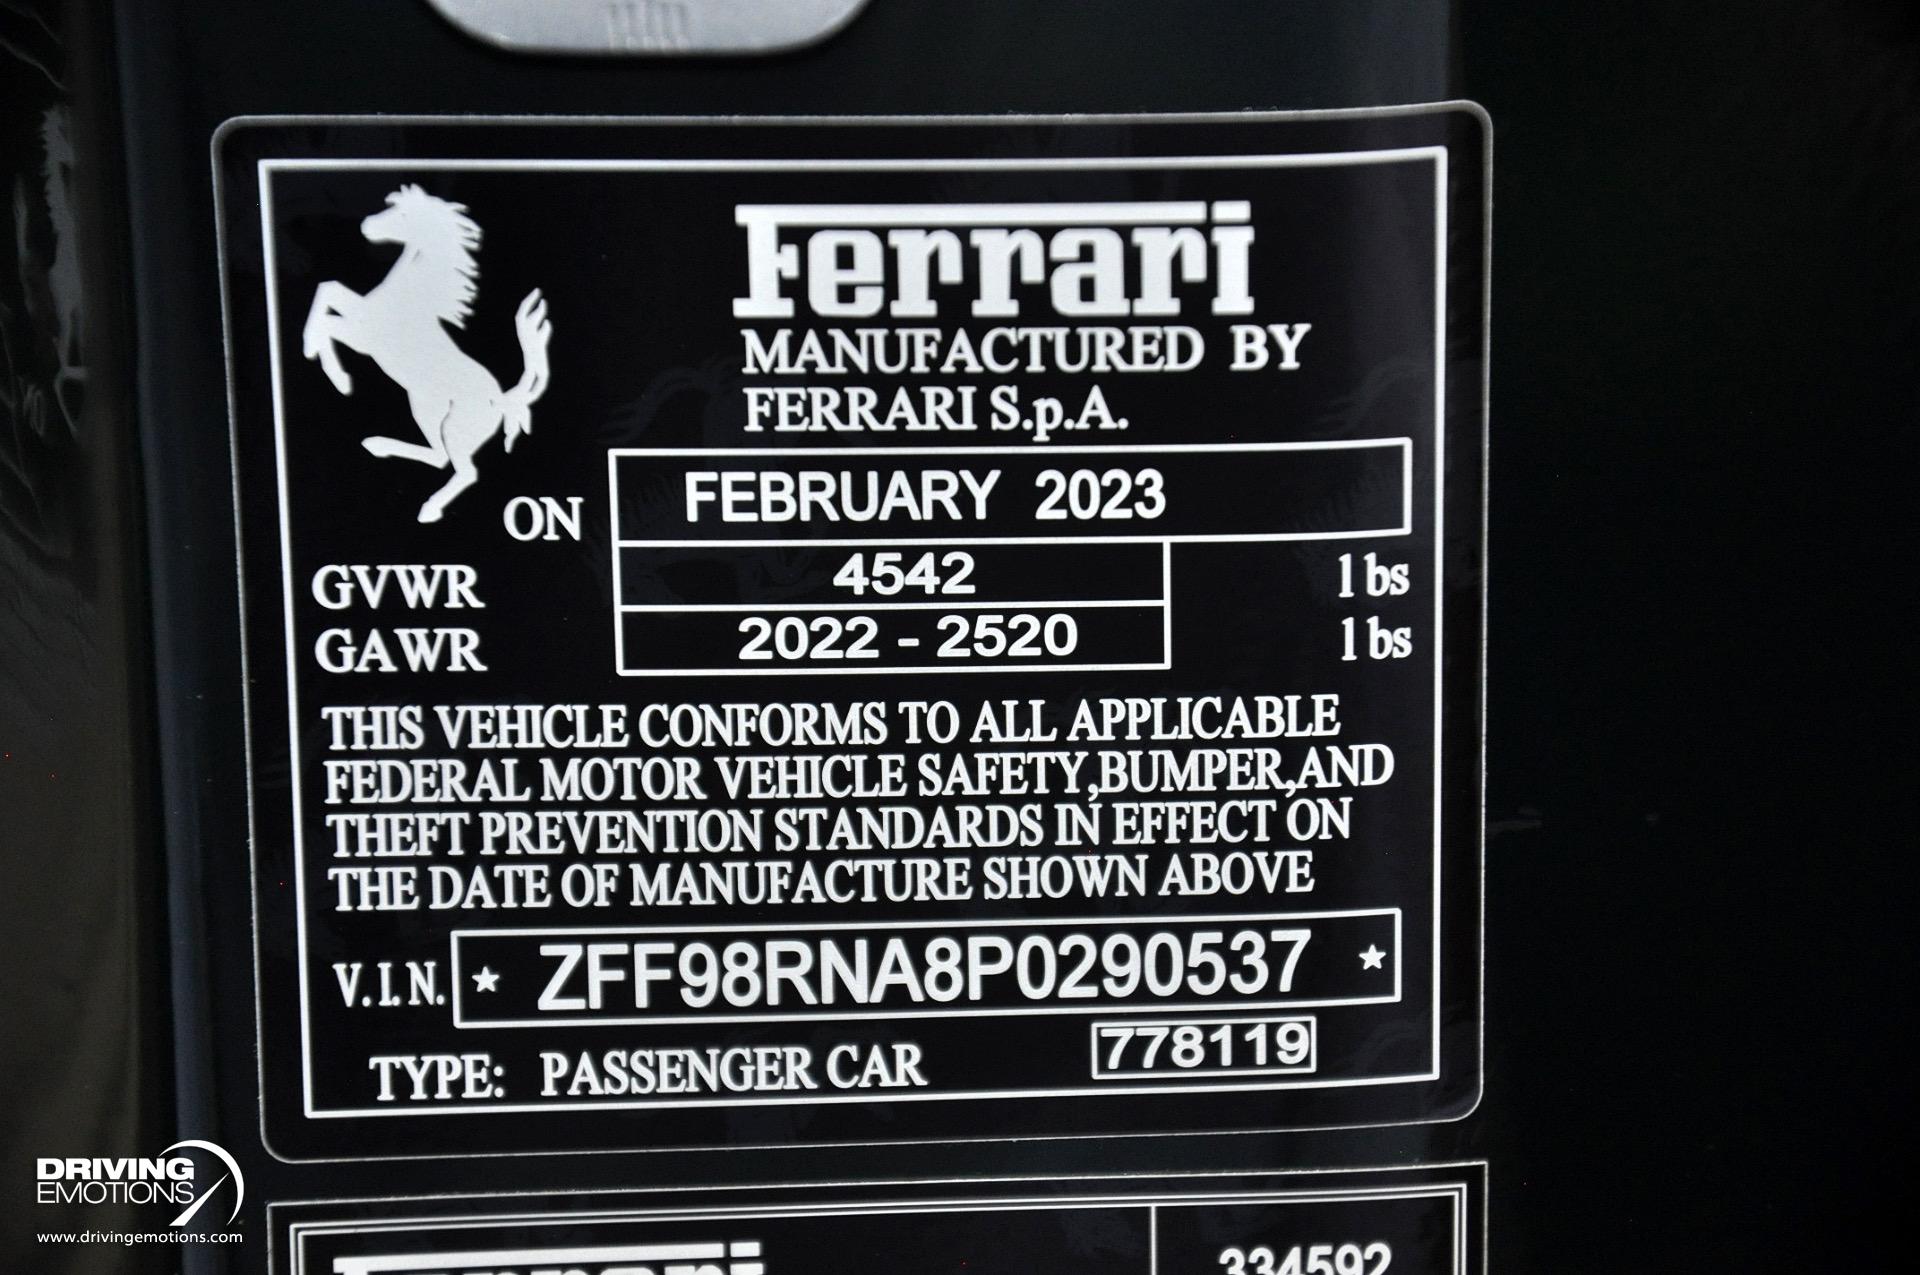 Ferrari
MANUFACTURED BY
FERRARI S.p.A.
ON FEBRUARY 2023
GVWR 4542 lbs
GAWR 2022 - 2520 lbs
THIS VEHICLE CONFORMS TO ALL APPLICABLE
FEDERAL MOTOR VEHICLE SAFETY,BUMPER,AND
THEFT PREVENTION STANDARDS IN EFFECT ON
THE DATE OF MANUFACTURE SHOWN ABOVE
V.I.N. ★ ZFF98RNA8P0290537 ★
TYPE: PASSENGER CAR 778119
DRIVING
EMOTIONS
www.drivingemotions.com
Ferrari 334592